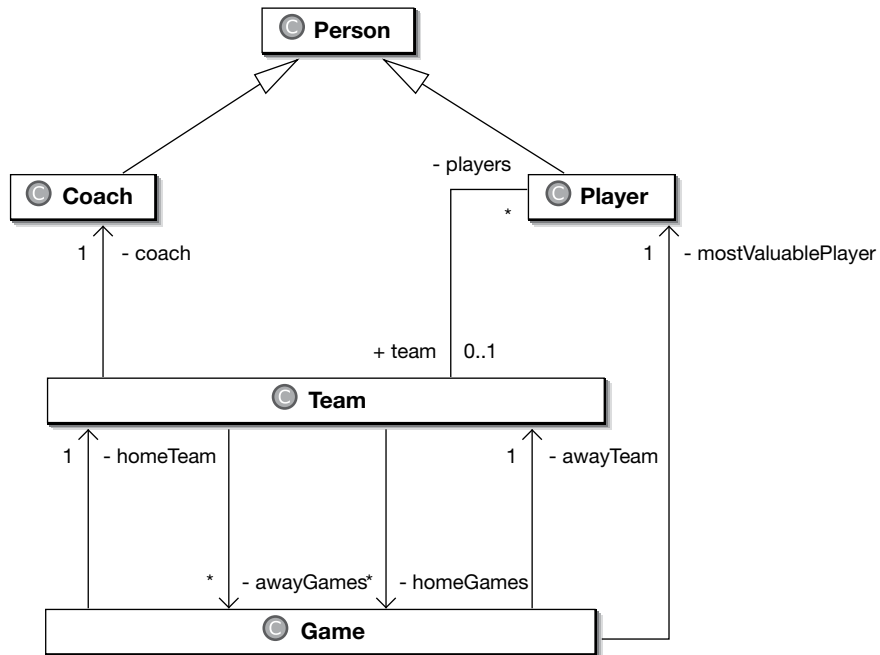 C Person
- players
C Coach
C Player
*
1 - coach
1 - mostValuablePlayer
+ team 0..1
C Team
1 - homeTeam
1 - awayTeam
* - awayGames
* - homeGames
C Game